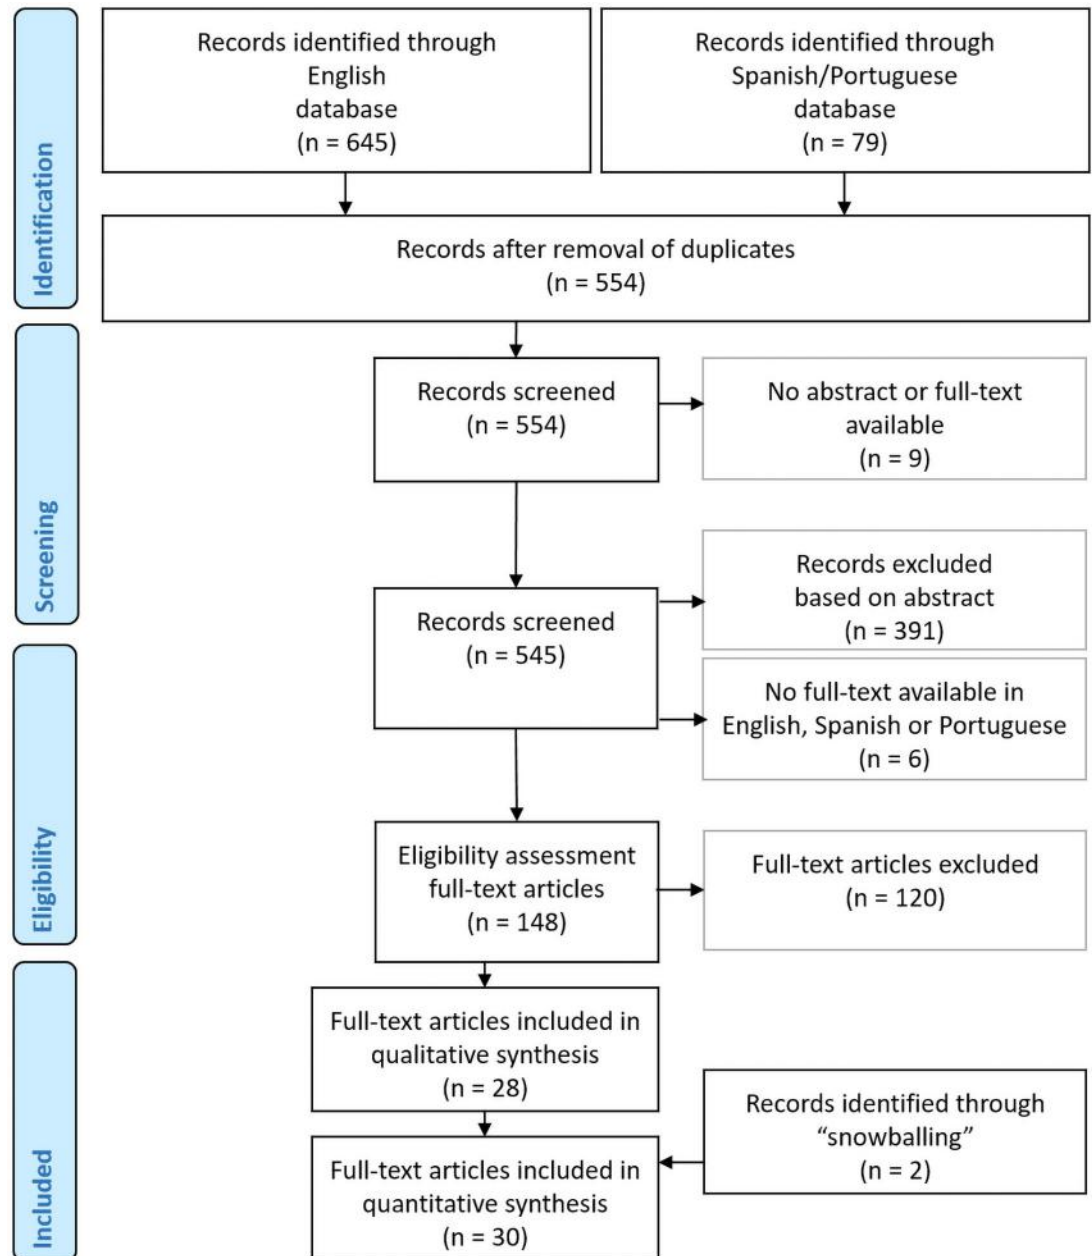 Identification
Records identified through
English
database
(n = 645)
Records identified through
Spanish/Portuguese
database
(n = 79)
Records after removal of duplicates
(n = 554)
Screening
Records screened
(n = 554)
No abstract or full-text
available
(n = 9)
Records screened
(n = 545)
Records excluded
based on abstract
(n = 391)
No full-text available in
English, Spanish or Portuguese
(n = 6)
Eligibility
Eligibility assessment
full-text articles
(n = 148)
Full-text articles excluded
(n = 120)
Included
Full-text articles included in
qualitative synthesis
(n = 28)
Records identified through
“snowballing”
(n = 2)
Full-text articles included in
quantitative synthesis
(n = 30)